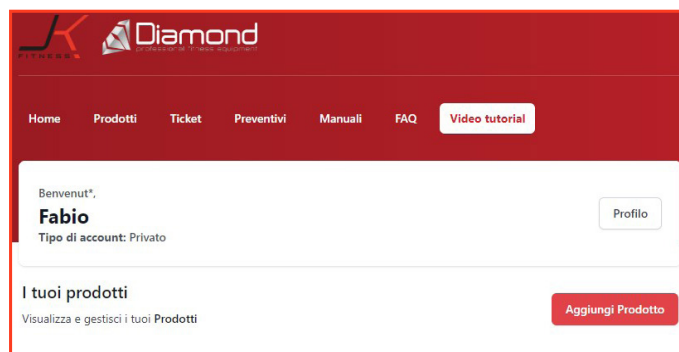 JK Diamond
FITNESS professional fitness equipment
Home Prodotti Ticket Preventivi Manuali FAQ Video tutorial
Benvenut*,
Fabio
Profilo
Tipo di account: Privato
I tuoi prodotti
Aggiungi Prodotto
Visualizza e gestisci i tuoi Prodotti